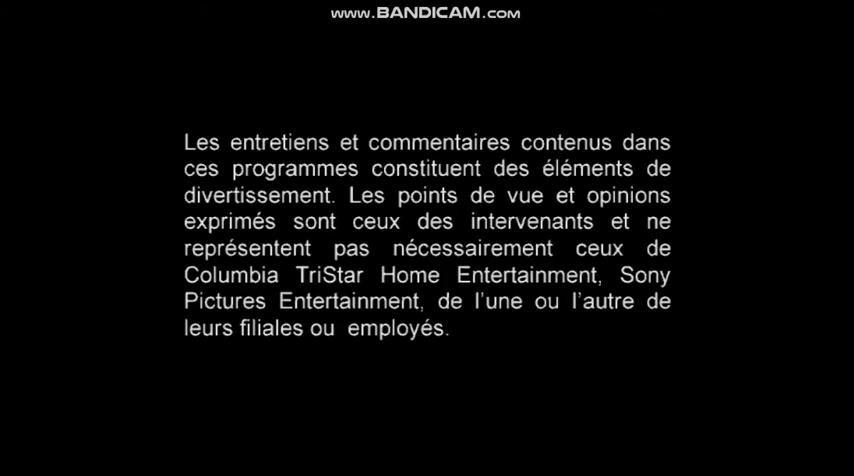 www.BANDICAM.com
Les entretiens et commentaires contenus dans
ces programmes constituent des éléments de
divertissement. Les points de vue et opinions
exprimés sont ceux des intervenants et ne
représentent pas nécessairement ceux de
Columbia TriStar Home Entertainment, Sony
Pictures Entertainment, de l'une ou l'autre de
leurs filiales ou employés.